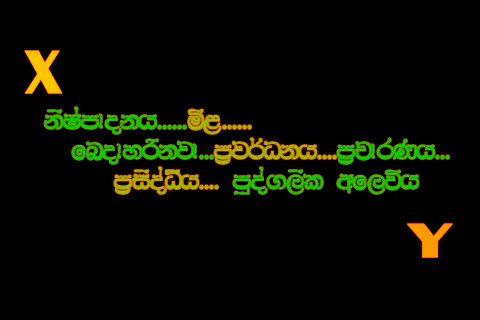 X
නිෂ්පාදනය......මිල......
බෙදාහරිනවා...ප්‍රවර්ධනය....ප්‍රචාරණය...
ප්‍රසිද්ධිය.... පුද්ගලික අලෙවිය
Y